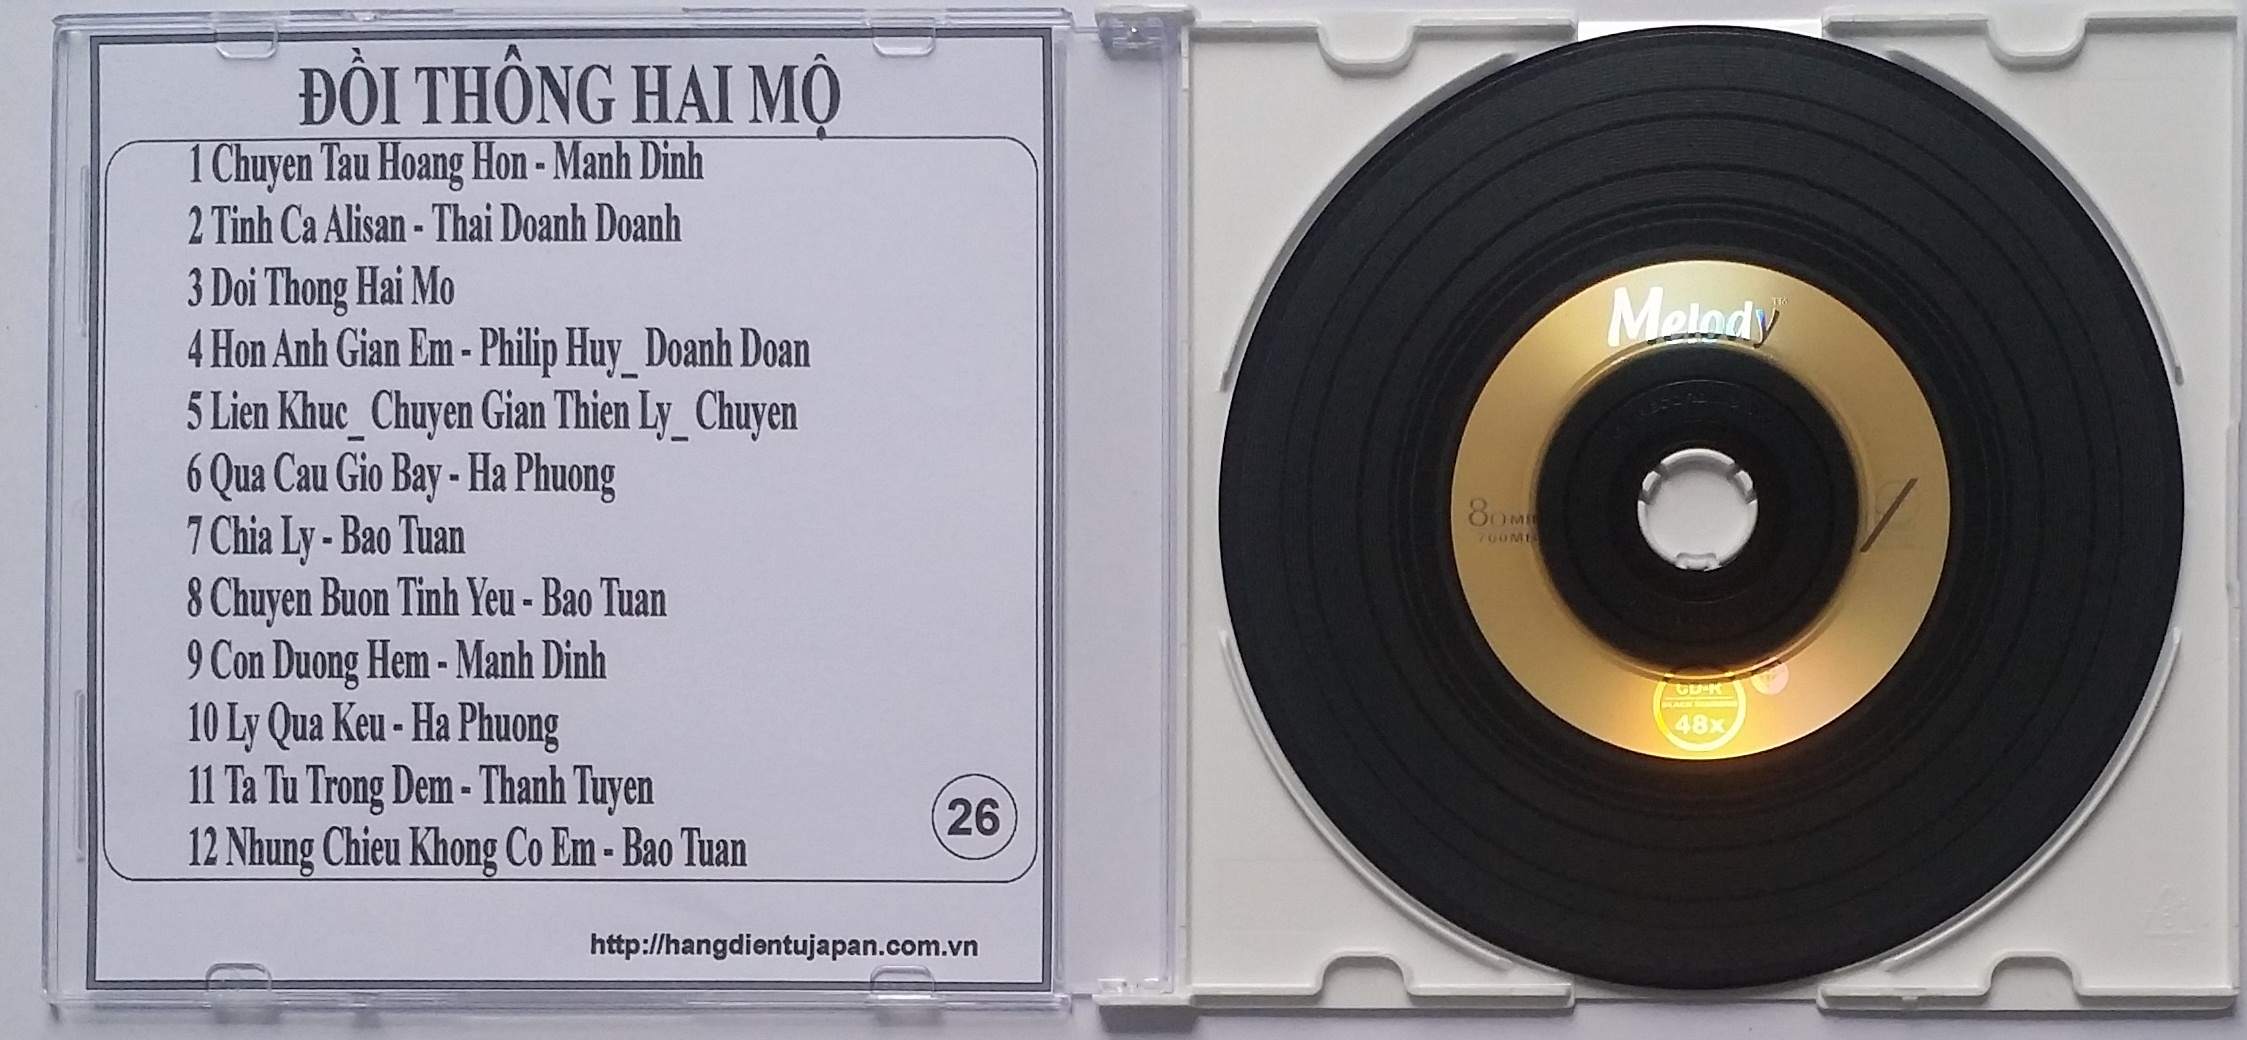 ĐỒI THÔNG HAI MỘ
1 Chuyen Tau Hoang Hon - Manh Dinh
2 Tinh Ca Alisan - Thai Doanh Doanh
3 Doi Thong Hai Mo
4 Hon Anh Gian Em - Philip Huy_ Doanh Doan
5 Lien Khuc_ Chuyen Gian Thien Ly_ Chuyen
6 Qua Cau Gio Bay - Ha Phuong
7 Chia Ly - Bao Tuan
8 Chuyen Buon Tinh Yeu - Bao Tuan
9 Con Duong Hem - Manh Dinh
10 Ly Qua Keu - Ha Phuong
11 Ta Tu Trong Dem - Thanh Tuyen
12 Nhung Chieu Khong Co Em - Bao Tuan
26
http://hangdientujapan.com.vn
Melody™
80MIN
700MB
CD-R
48x